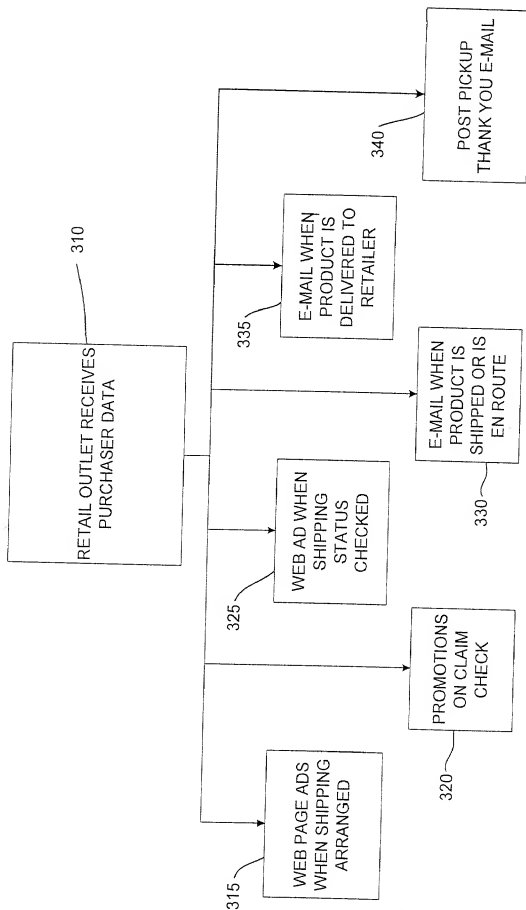 310
RETAIL OUTLET RECEIVES
PURCHASER DATA
315
WEB PAGE ADS
WHEN SHIPPING
ARRANGED
320
PROMOTIONS
ON CLAIM
CHECK
325
WEB AD WHEN
SHIPPING
STATUS
CHECKED
330
E-MAIL WHEN
PRODUCT IS
SHIPPED OR IS
EN ROUTE
335
E-MAIL WHEN
PRODUCT IS
DELIVERED TO
RETAILER
340
POST PICKUP
THANK YOU E-MAIL